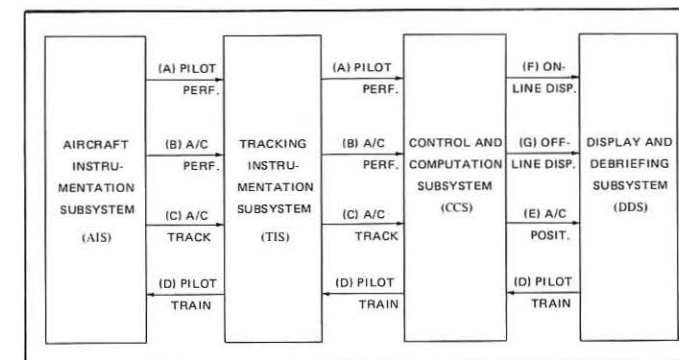 AIRCRAFT
INSTRU-
MENTATION
SUBSYSTEM
(AIS)
(A) PILOT
PERF.
(B) A/C
PERF.
(C) A/C
TRACK
(D) PILOT
TRAIN
TRACKING
INSTRU-
MENTATION
SUBSYSTEM
(TIS)
(A) PILOT
PERF.
(B) A/C
PERF.
(C) A/C
TRACK
(D) PILOT
TRAIN
CONTROL AND
COMPUTATION
SUBSYSTEM
(CCS)
(F) ON-
LINE DISP.
(G) OFF-
LINE DISP.
(E) A/C
POSIT.
(D) PILOT
TRAIN
DISPLAY AND
DEBRIEFING
SUBSYSTEM
(DDS)